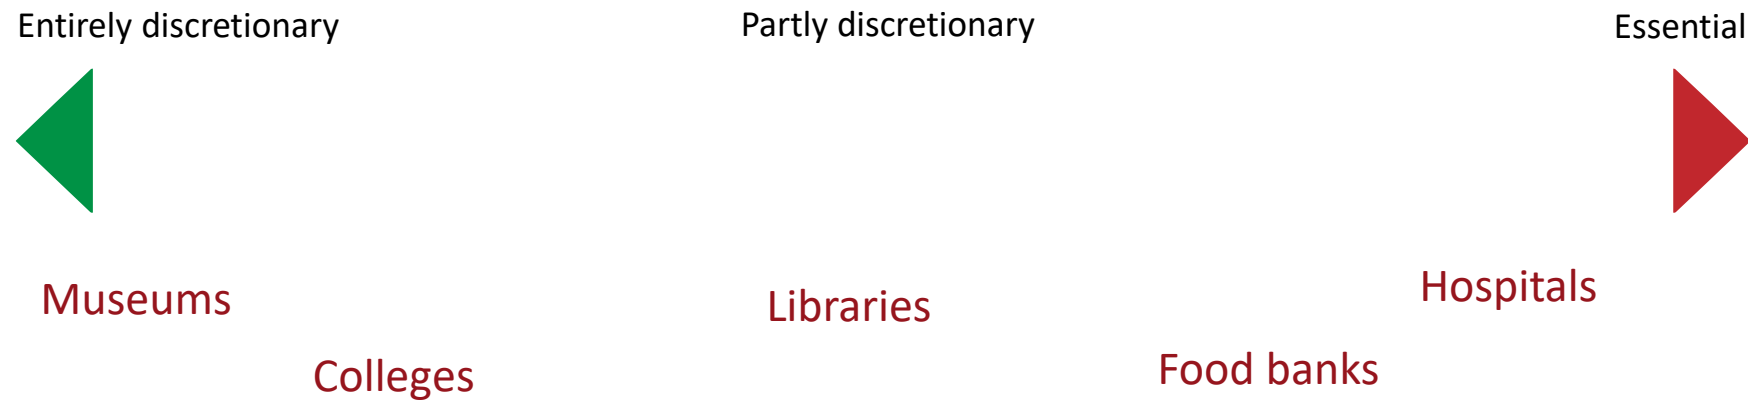 Entirely discretionary
Partly discretionary
Essential
Museums
Libraries
Hospitals
Colleges
Food banks